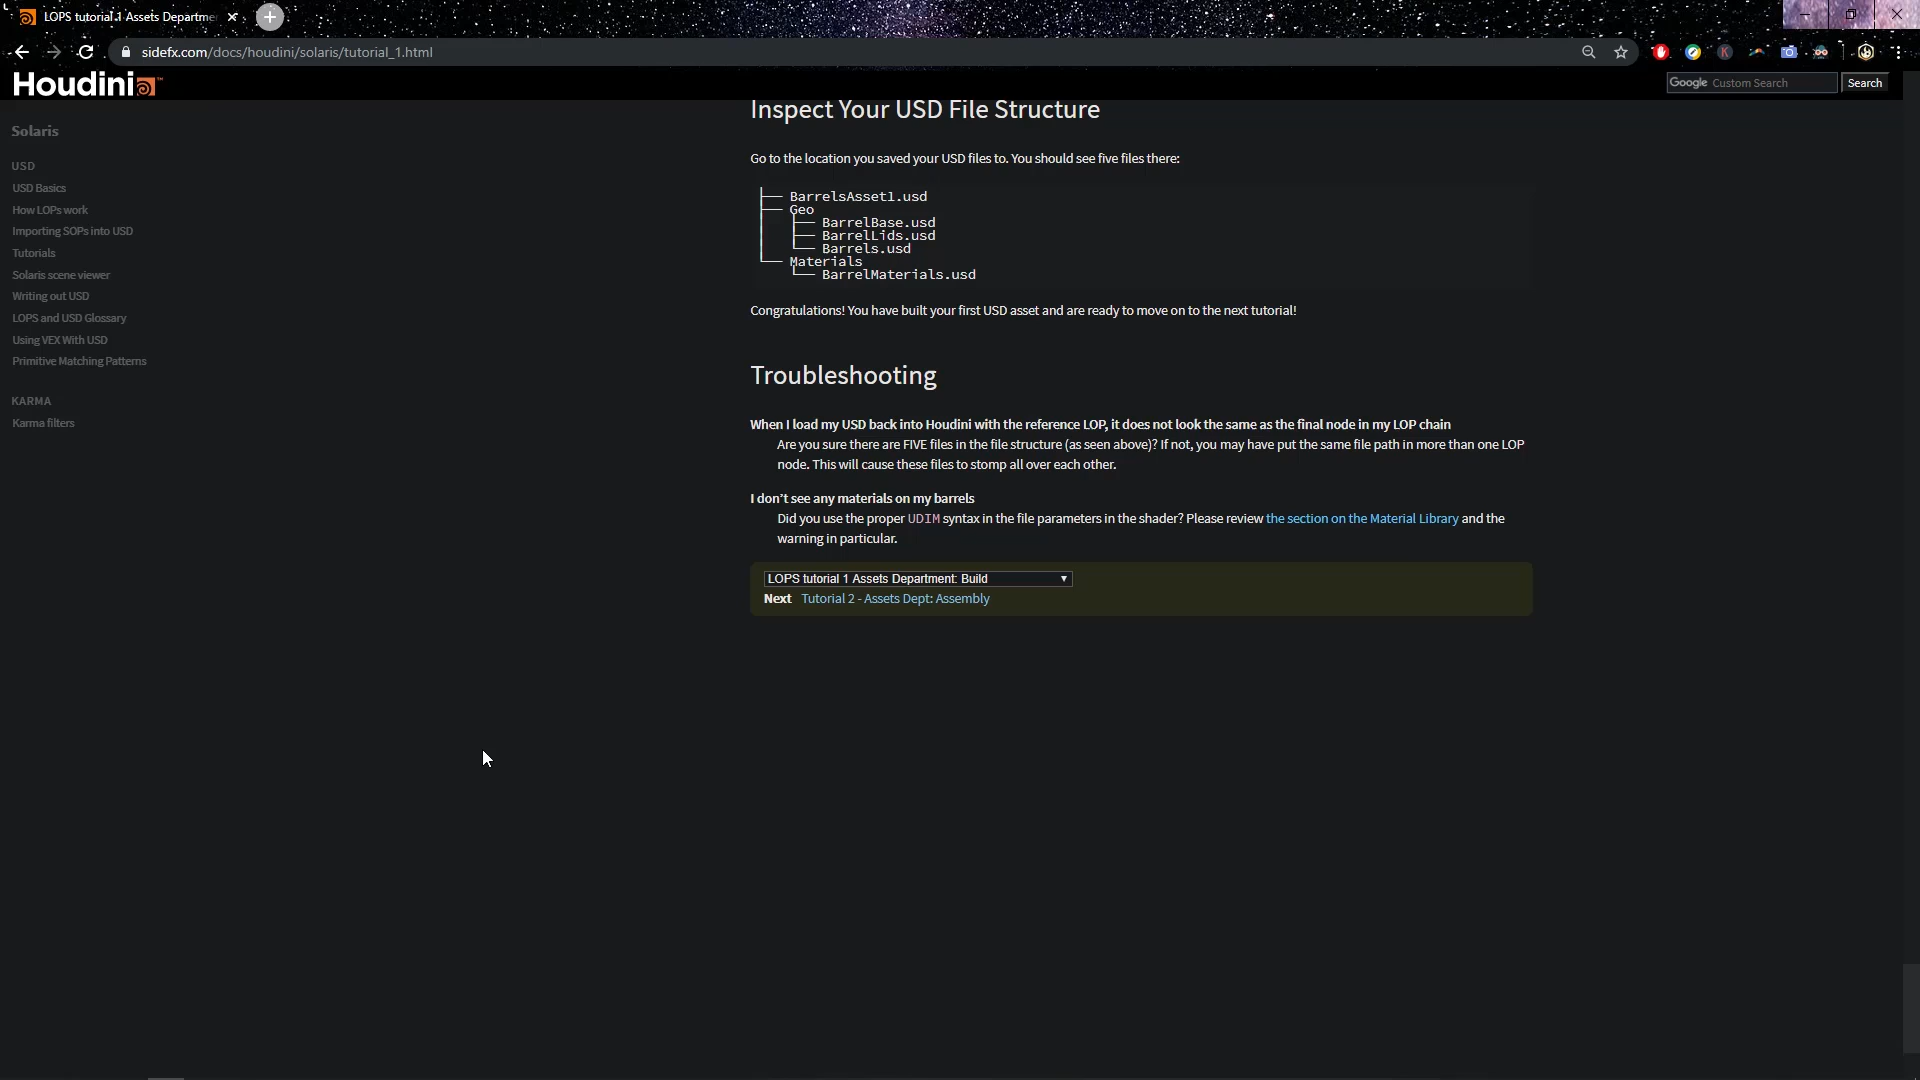 LOPS tutorial 1 Assets Departme
sidefx.com/docs/houdini/solaris/tutorial_1.html
Houdini
Google Custom Search
Search
Solaris
USD
USD Basics
How LOPs work
Importing SOPs into USD
Tutorials
Solaris scene viewer
Writing out USD
LOPS and USD Glossary
Using VEX With USD
Primitive Matching Patterns
KARMA
Karma filters
Inspect Your USD File Structure
Go to the location you saved your USD files to. You should see five files there:
BarrelsAsset1.usd
Geo
BarrelBase.usd
BarrelLids.usd
Barrels.usd
Materials
BarrelMaterials.usd
Congratulations! You have built your first USD asset and are ready to move on to the next tutorial!
Troubleshooting
When I load my USD back into Houdini with the reference LOP, it does not look the same as the final node in my LOP chain
Are you sure there are FIVE files in the file structure (as seen above)? If not, you may have put the same file path in more than one LOP
node. This will cause these files to stomp all over each other.
I don't see any materials on my barrels
Did you use the proper UDIM syntax in the file parameters in the shader? Please review the section on the Material Library and the
warning in particular.
LOPS tutorial 1 Assets Department: Build
Next Tutorial 2 - Assets Dept: Assembly